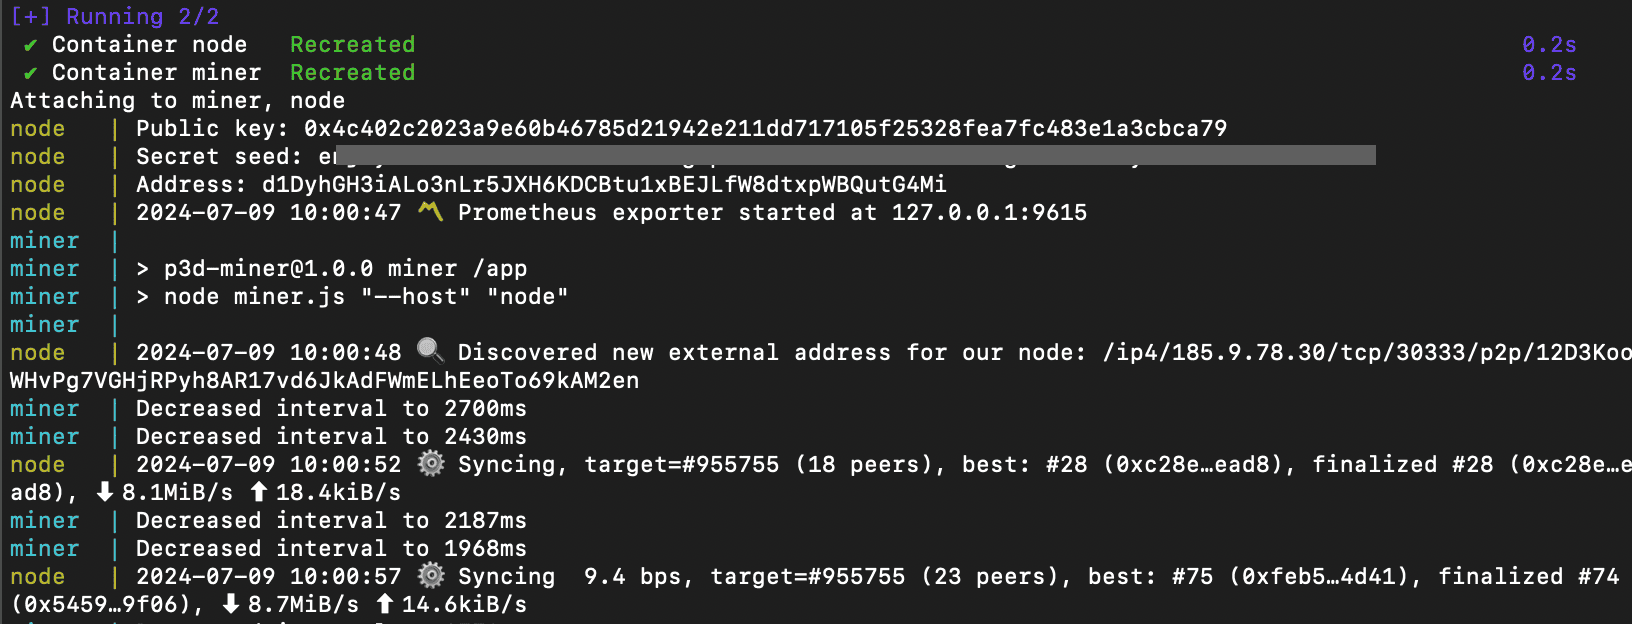 [+] Running 2/2
✔ Container node   Recreated   0.2s
✔ Container miner  Recreated   0.2s
Attaching to miner, node
node   | Public key: 0x4c402c2023a9e60b46785d21942e211dd717105f25328fea7fc483e1a3cbca79
node   | Secret seed:
node   | Address: d1DyhGH3iALo3nLr5JXH6KDCBtu1xBEJLfW8dtxpWBQutG4Mi
node   | 2024-07-09 10:00:47 〽️ Prometheus exporter started at 127.0.0.1:9615
miner  |
miner  | > p3d-miner@1.0.0 miner /app
miner  | > node miner.js "--host" "node"
miner  |
node   | 2024-07-09 10:00:48 🔍 Discovered new external address for our node: /ip4/185.9.78.30/tcp/30333/p2p/12D3Koo
WHvPg7VGHjRPyh8AR17vd6JkAdFWmELhEeoTo69kAM2en
miner  | Decreased interval to 2700ms
miner  | Decreased interval to 2430ms
node   | 2024-07-09 10:00:52 ⚙️ Syncing, target=#955755 (18 peers), best: #28 (0xc28e…ead8), finalized #28 (0xc28e…e
ad8), ⬇ 8.1MiB/s ⬆ 18.4kiB/s
miner  | Decreased interval to 2187ms
miner  | Decreased interval to 1968ms
node   | 2024-07-09 10:00:57 ⚙️ Syncing  9.4 bps, target=#955755 (23 peers), best: #75 (0xfeb5…4d41), finalized #74
(0x5459…9f06), ⬇ 8.7MiB/s ⬆ 14.6kiB/s